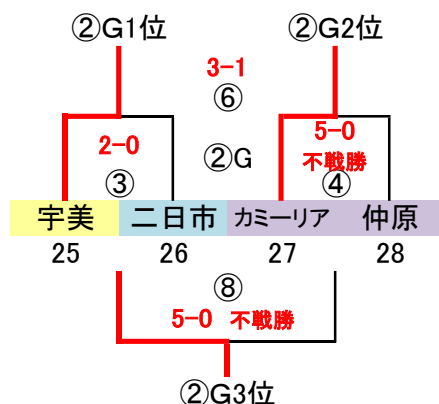 ②G1位 ②G2位
3-1
⑥
2-0 5-0
②G 不戦勝
③ ④
宇美 二日市 カミーリア 仲原
25 26 27 28
⑧
5-0 不戦勝
②G3位